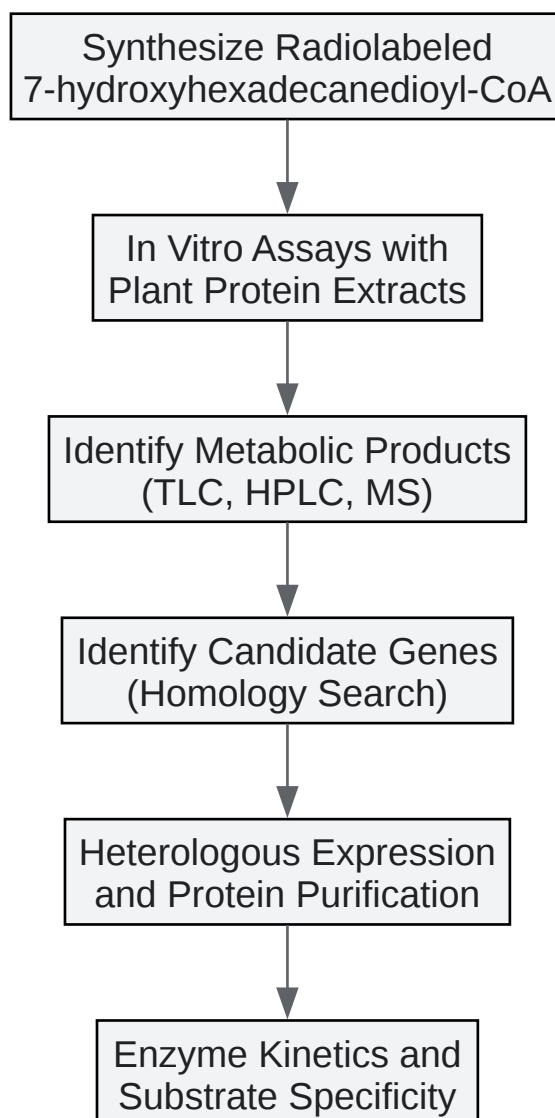 Synthesize Radiolabeled
7-hydroxyhexadecanedioyl-CoA
In Vitro Assays with
Plant Protein Extracts
Identify Metabolic Products
(TLC, HPLC, MS)
Identify Candidate Genes
(Homology Search)
Heterologous Expression
and Protein Purification
Enzyme Kinetics and
Substrate Specificity